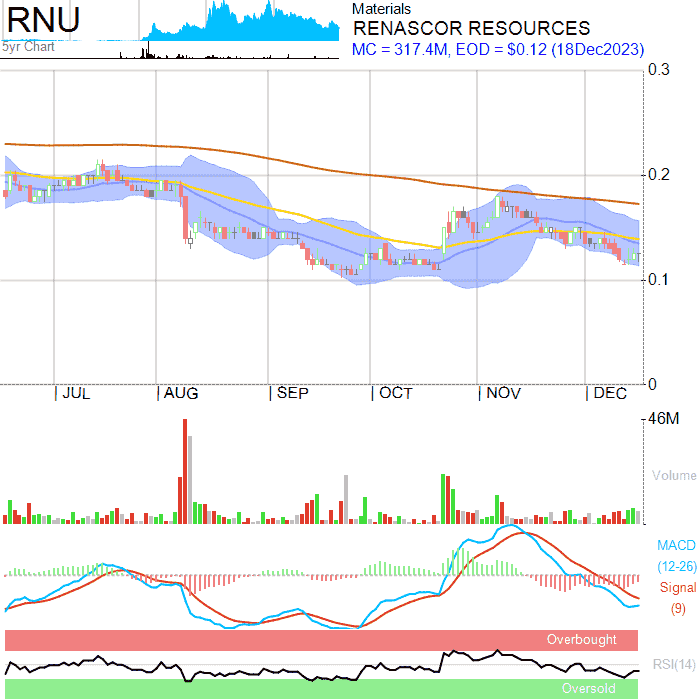 RNU
5yr Chart
Materials
RENASCOR RESOURCES
MC = 317.4M, EOD = $0.12 (18Dec2023)
0.3
0.2
0.1
0
JUL AUG SEP OCT NOV DEC
46M
Volume
MACD
(12-26)
Signal
(9)
Overbought
RSI(14)
Oversold